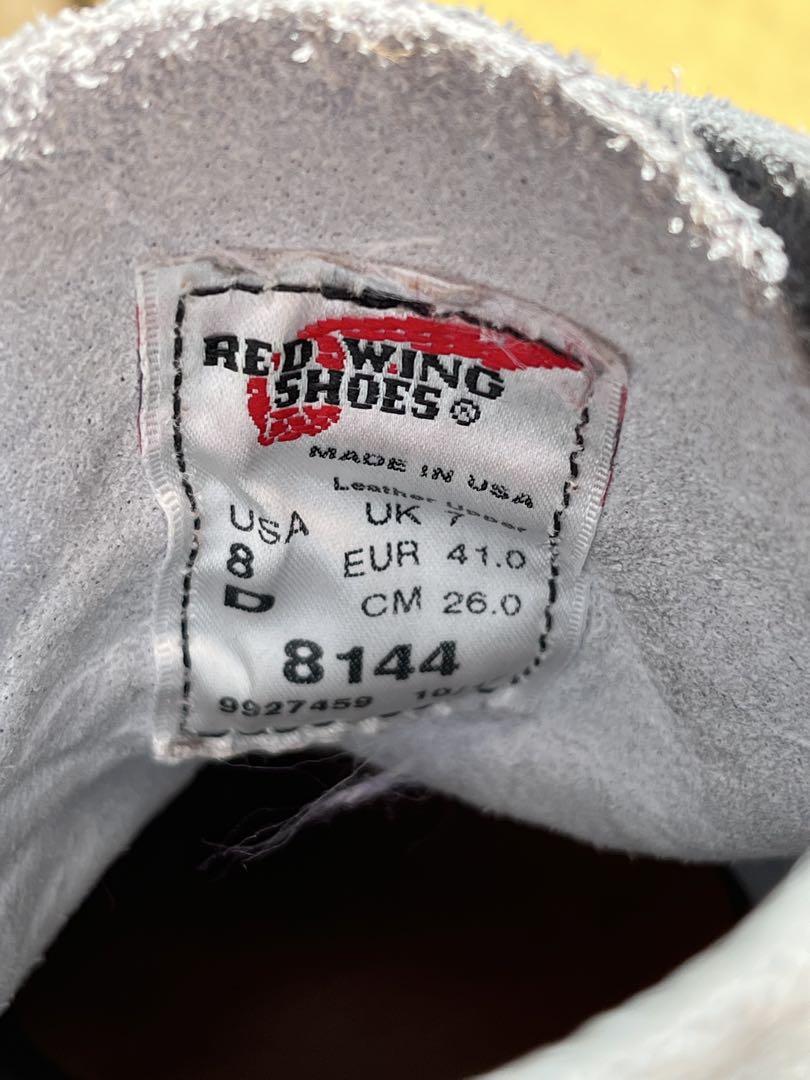 RED WING
SHOES ®
MADE IN USA
Leather Upper
USA UK 7
8 EUR 41.0
D CM 26.0
8144
9927459 10/